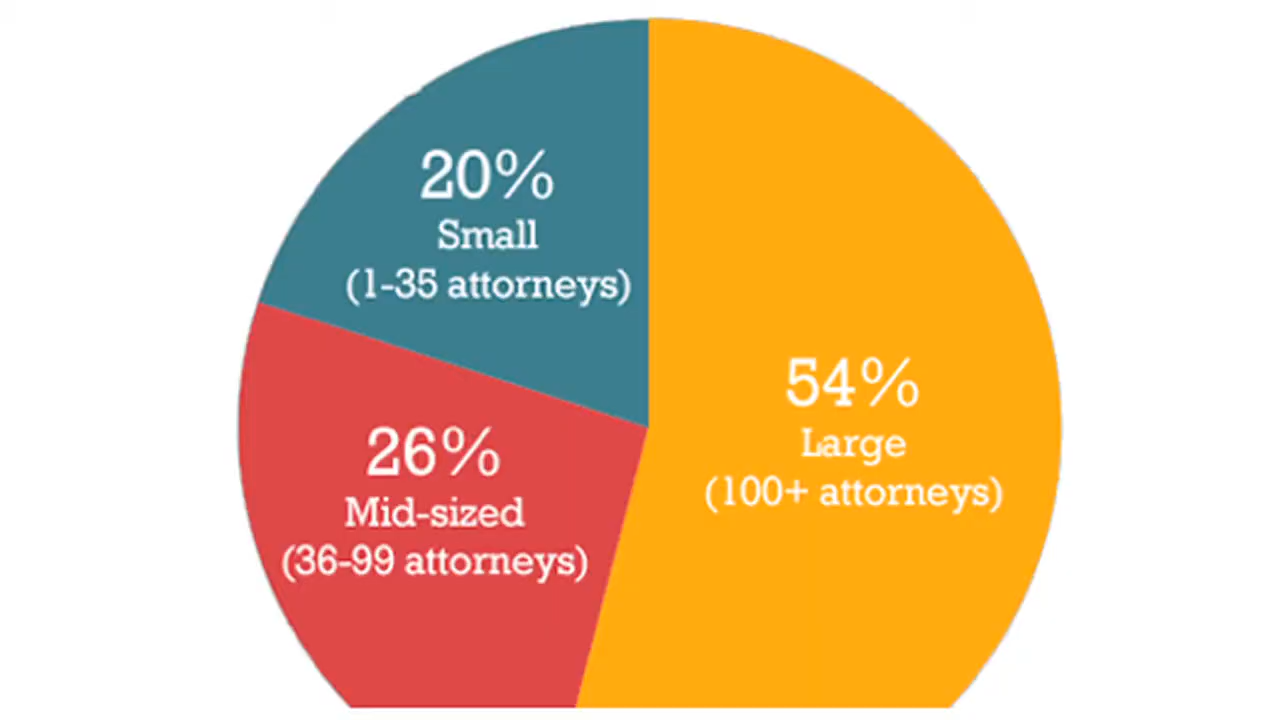 20%
Small
(1-35 attorneys)
54%
Large
(100+ attorneys)
26%
Mid-sized
(36-99 attorneys)